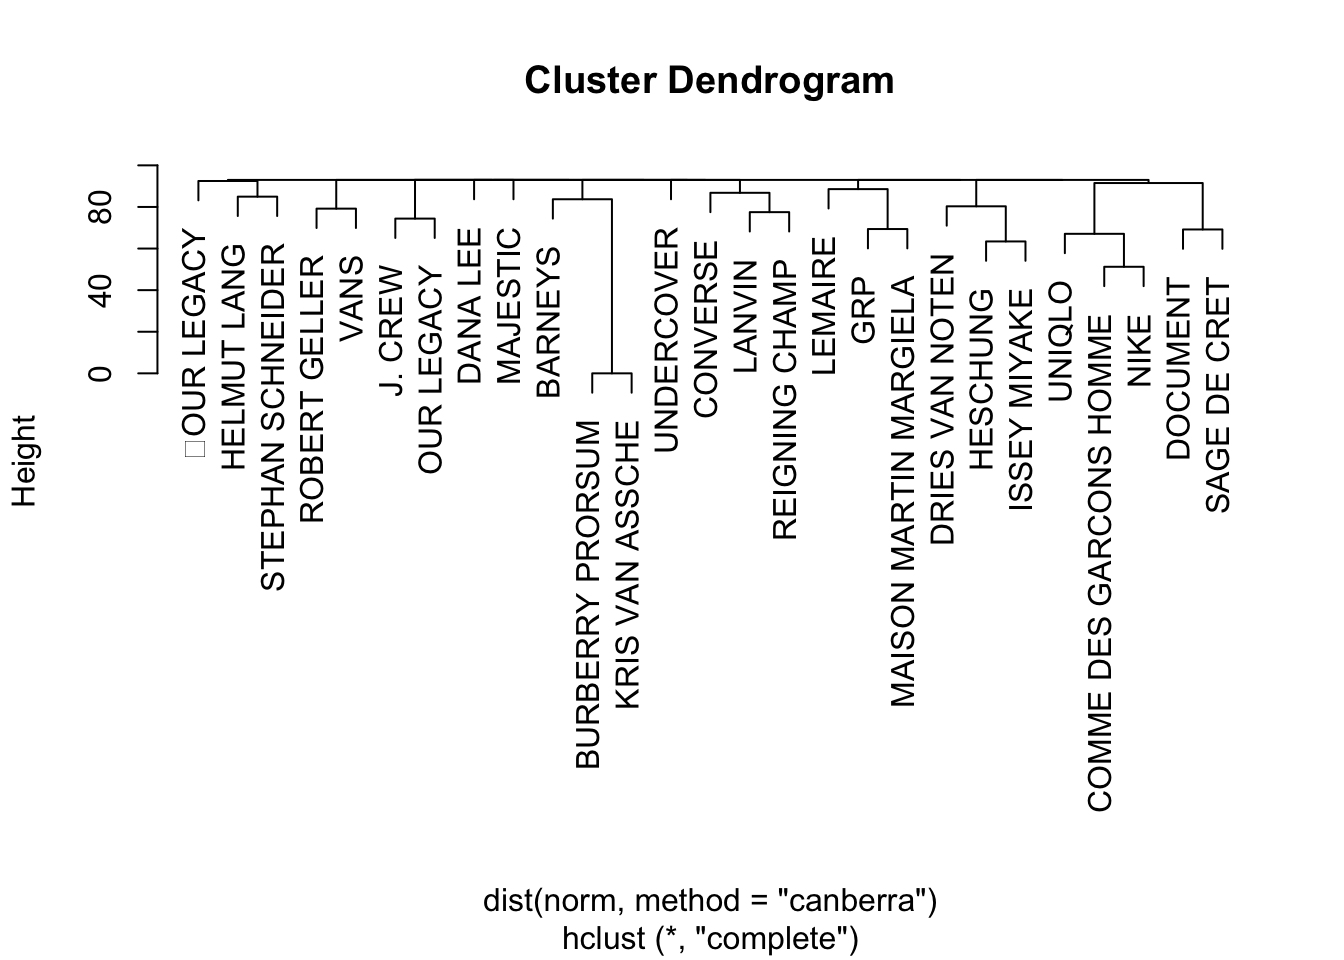 Cluster Dendrogram
Height
0
40
80
□OUR LEGACY
HELMUT LANG
STEPHAN SCHNEIDER
ROBERT GELLER
VANS
J. CREW
OUR LEGACY
DANA LEE
MAJESTIC
BARNEYS
BURBERRY PRORSUM
KRIS VAN ASSCHE
UNDERCOVER
CONVERSE
LANVIN
REIGNING CHAMP
LEMAIRE
GRP
MAISON MARTIN MARGIELA
DRIES VAN NOTEN
HESCHUNG
ISSEY MIYAKE
UNIQLO
COMME DES GARCONS HOMME
NIKE
DOCUMENT
SAGE DE CRET
dist(norm, method = "canberra")
hclust (*, "complete")